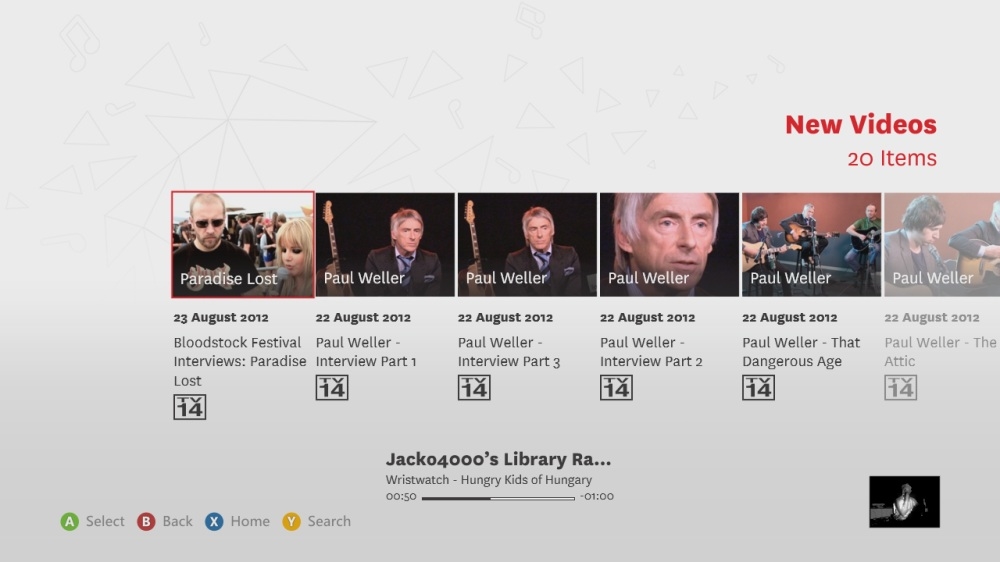 New Videos
20 Items
Paradise Lost
Paul Weller
Paul Weller
Paul Weller
Paul Weller
Paul Weller
23 August 2012
22 August 2012
22 August 2012
22 August 2012
22 August 2012
22 August 2012
Bloodstock Festival
Interviews: Paradise
Lost
TV
14
Paul Weller -
Interview Part 1
TV
14
Paul Weller -
Interview Part 3
TV
14
Paul Weller -
Interview Part 2
TV
14
Paul Weller - That
Dangerous Age
TV
14
Paul Weller - The
Attic
TV
14
Jack04000's Library Ra...
Wristwatch - Hungry Kids of Hungary
00:50 -01:00
A Select B Back X Home Y Search